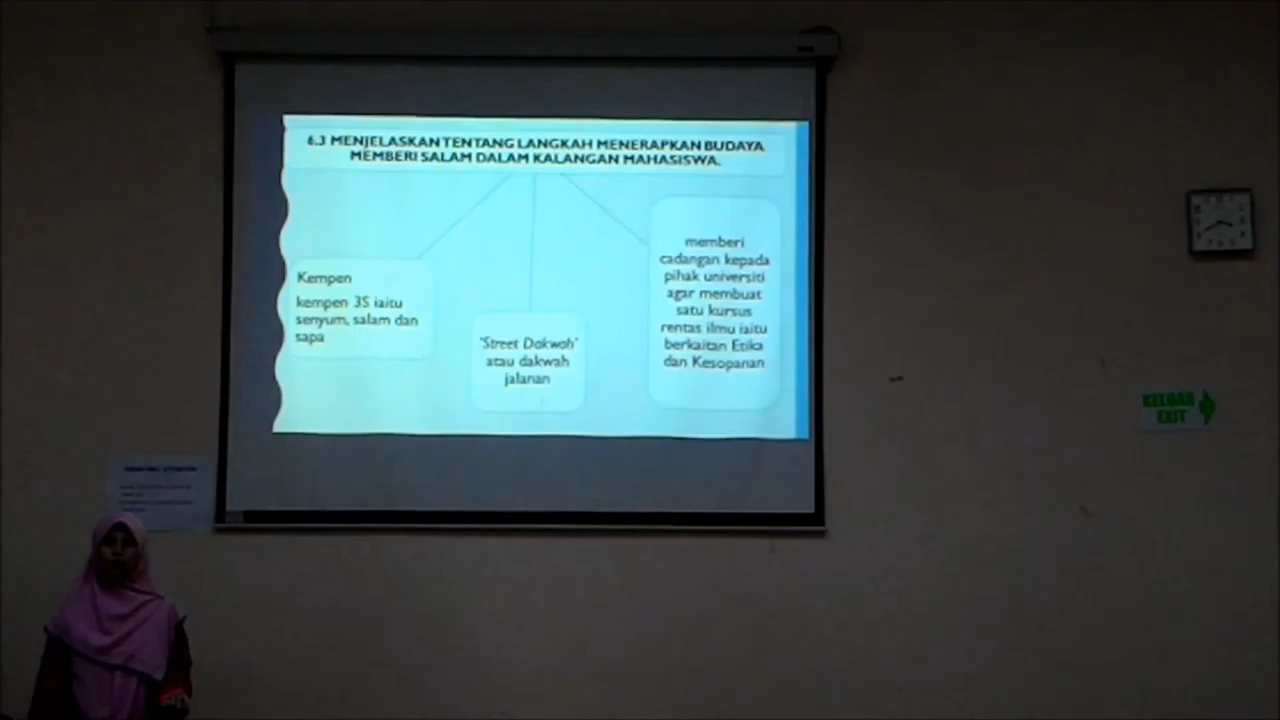 6.3 MENJELASKAN TENTANG LANGKAH MENERAPKAN BUDAYA
MEMBERI SALAM DALAM KALANGAN MAHASISWA.
Kempen
kempen 3S iaitu
senyum, salam dan
sapa
'Street Dakwah'
atau dakwah
jalanan
memberi
cadangan kepada
pihak universiti
agar membuat
satu kursus
rentas ilmu iaitu
berkaitan Etika
dan Kesopanan
KELUAR
EXIT